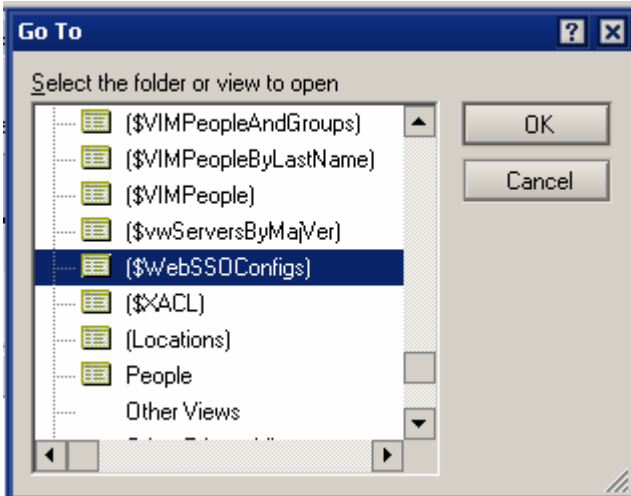 Go To
Select the folder or view to open
($VIMPeopleAndGroups)
($VIMPeopleByLastName)
($VIMPeople)
($vwServersByMajVer)
($WebSSOConfigs)
($XACL)
(Locations)
People
Other Views
OK
Cancel